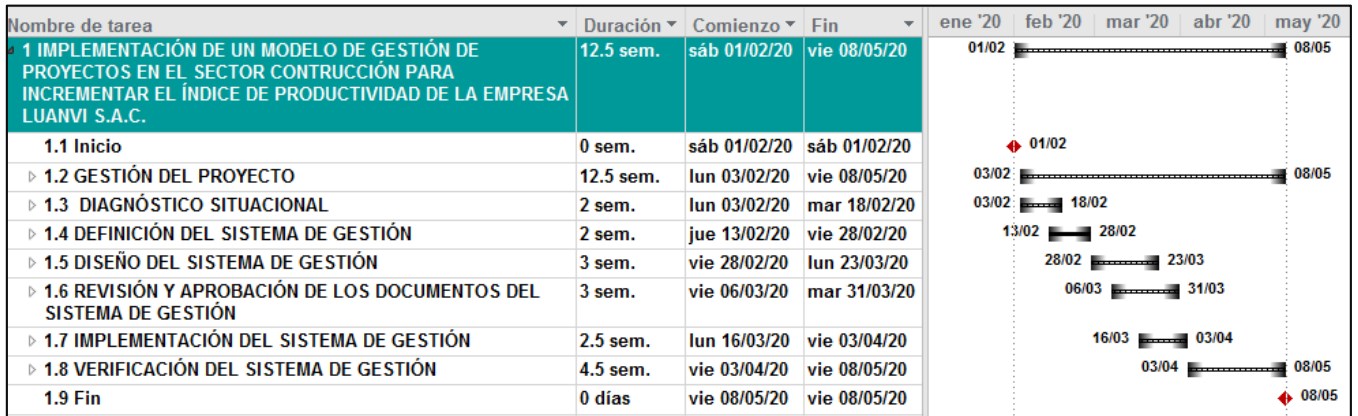 Nombre de tarea Duración Comienzo Fin ene '20 feb '20 mar '20 abr '20 may '20
1 IMPLEMENTACIÓN DE UN MODELO DE GESTIÓN DE 12.5 sem. sáb 01/02/20 vie 08/05/20 01/02 08/05
PROYECTOS EN EL SECTOR CONTRUCCIÓN PARA
INCREMENTAR EL ÍNDICE DE PRODUCTIVIDAD DE LA EMPRESA
LUANVI S.A.C.
1.1 Inicio 0 sem. sáb 01/02/20 sáb 01/02/20 01/02
1.2 GESTIÓN DEL PROYECTO 12.5 sem. lun 03/02/20 vie 08/05/20 03/02 08/05
1.3 DIAGNÓSTICO SITUACIONAL 2 sem. lun 03/02/20 mar 18/02/20 03/02 18/02
1.4 DEFINICIÓN DEL SISTEMA DE GESTIÓN 2 sem. jue 13/02/20 vie 28/02/20 13/02 28/02
1.5 DISEÑO DEL SISTEMA DE GESTIÓN 3 sem. vie 28/02/20 lun 23/03/20 28/02 23/03
1.6 REVISIÓN Y APROBACIÓN DE LOS DOCUMENTOS DEL 3 sem. vie 06/03/20 mar 31/03/20 06/03 31/03
SISTEMA DE GESTIÓN
1.7 IMPLEMENTACIÓN DEL SISTEMA DE GESTIÓN 2.5 sem. lun 16/03/20 vie 03/04/20 16/03 03/04
1.8 VERIFICACIÓN DEL SISTEMA DE GESTIÓN 4.5 sem. vie 03/04/20 vie 08/05/20 03/04 08/05
1.9 Fin 0 días vie 08/05/20 vie 08/05/20 08/05